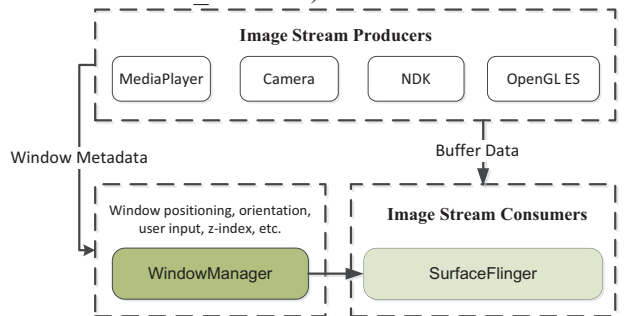 Image Stream Producers
MediaPlayer
Camera
NDK
OpenGL ES
Window Metadata
Buffer Data
Window positioning, orientation,
user input, z-index, etc.
WindowManager
Image Stream Consumers
SurfaceFlinger